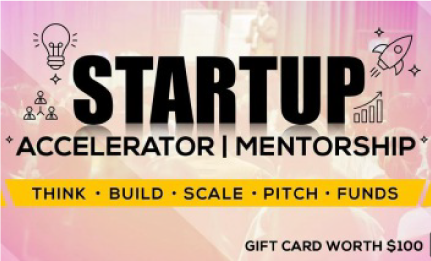 STARTUP
ACCELERATOR | MENTORSHIP
THINK • BUILD • SCALE • PITCH • FUNDS
GIFT CARD WORTH $100